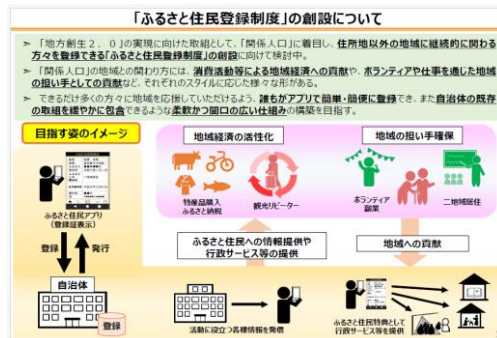 「ふるさと住民登録制度」の創設について
➢ 「地方創生2.0」の実現に向けた取組として、「関係人口」に着目し、住所地以外の地域に継続的に関わる
方々を登録できる「ふるさと住民登録制度」の創設に向けて検討中。
➢ 「関係人口」の地域との関わり方には、消費活動等による地域経済への貢献や、ボランティアや仕事を通じた地域
の担い手としての貢献など、それぞれのスタイルに応じた様々な形がある。
➢ できるだけ多くの方々に地域を応援していただけるよう、誰もがアプリで簡単・簡便に登録でき、また自治体の既存
の取組を緩やかに包含できるような柔軟かつ間口の広い仕組みの構築を目指す。
目指す姿のイメージ
ふるさと住民アプリ
(登録証表示)
登録
発行
自治体
登録
地域経済の活性化
特産品購入
ふるさと納税
観光リピーター
地域の担い手確保
ボランティア
副業
二地域居住
ふるさと住民への情報提供や
行政サービス等の提供
地域への貢献
活動に役立つ各種情報を発信
ふるさと住民特典として
行政サービス等を提供